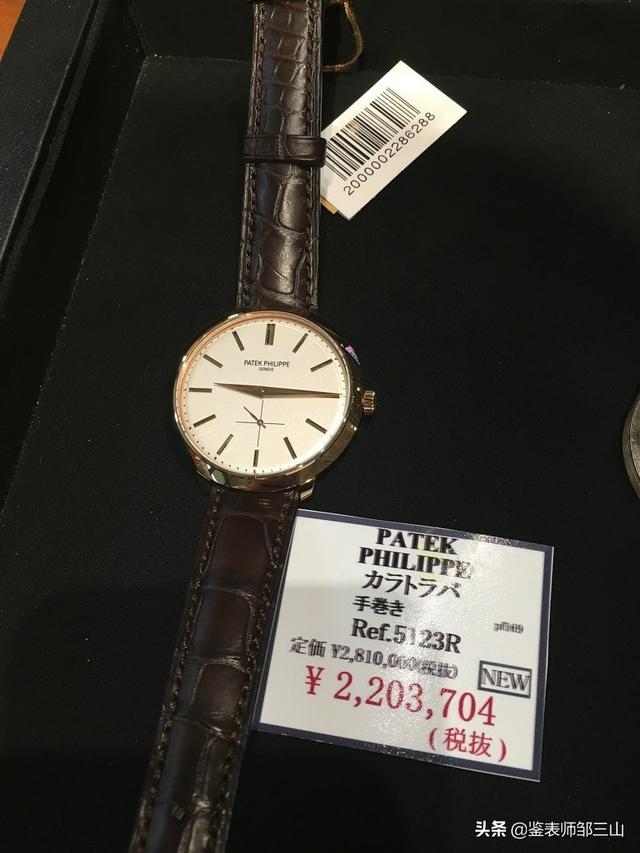 2000002286288
PATEK PHILIPPE
GENEVE
PATEK
PHILIPPE
カラトラバ
手巻き
Ref.5123R
定価 ¥2,810,000(税抜)
NEW
¥ 2,203,704
(税抜)
头条 @鉴表师邹三山